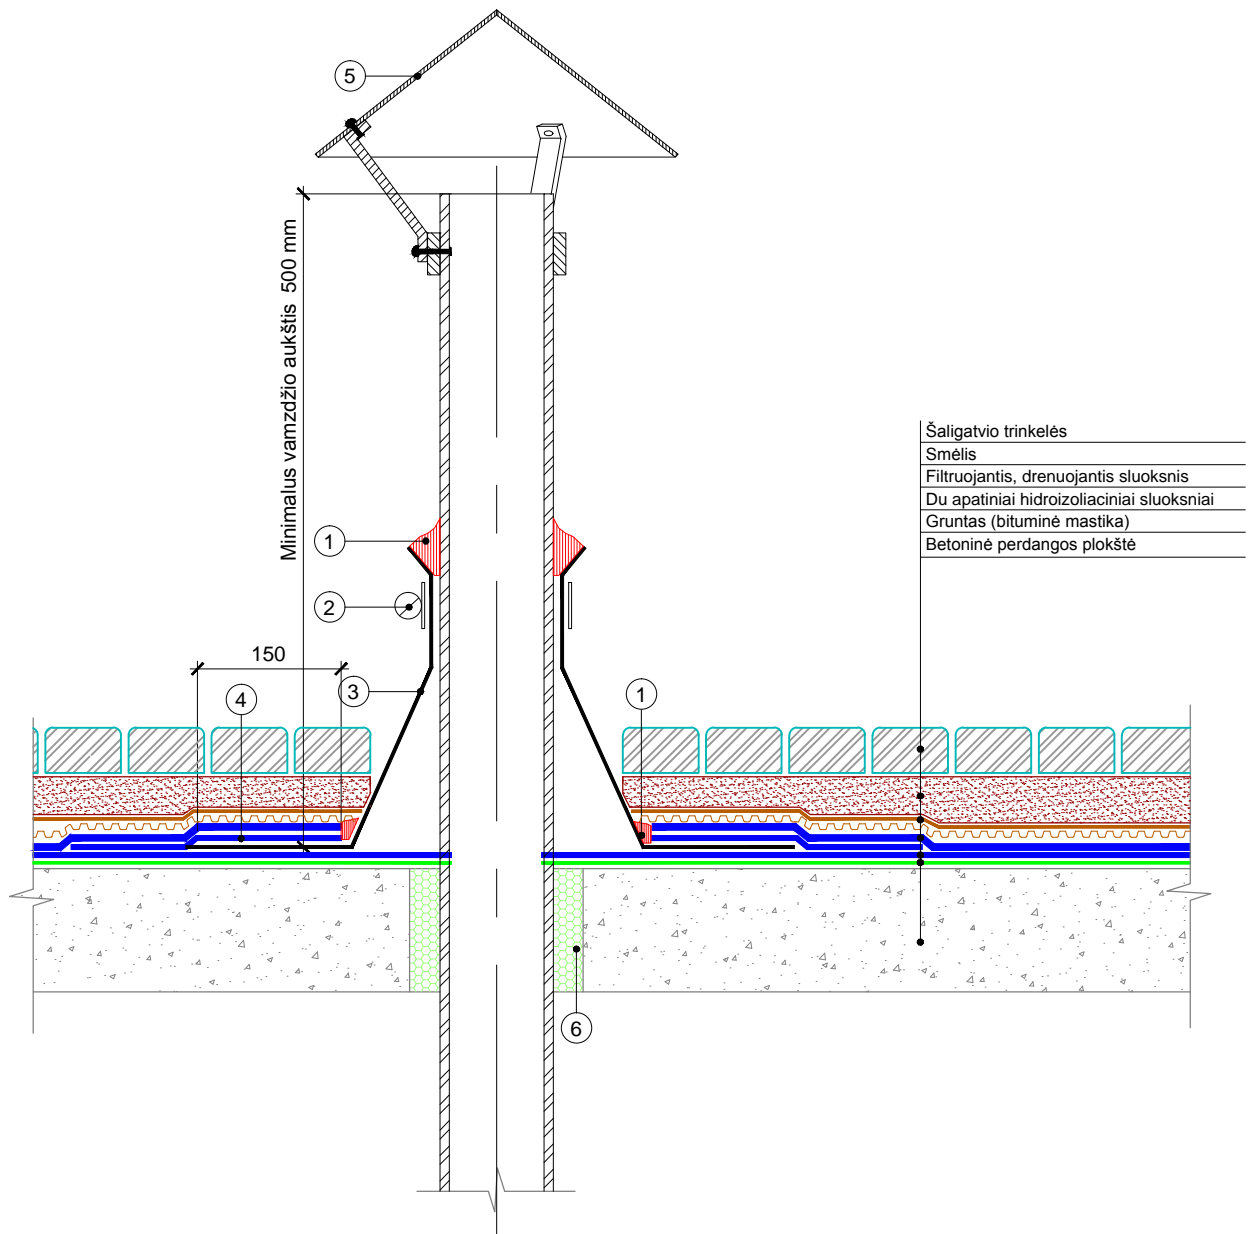 5
Minimalus vamzdžio aukštis 500 mm
Šaligatvio trinkelės
Smėlis
Filtruojantis, drenuojantis sluoksnis
Du apatiniai hidroizoliaciniai sluoksniai
Gruntas (bituminė mastika)
Betoninė perdangos plokštė
1
2
150
3
4
1
6